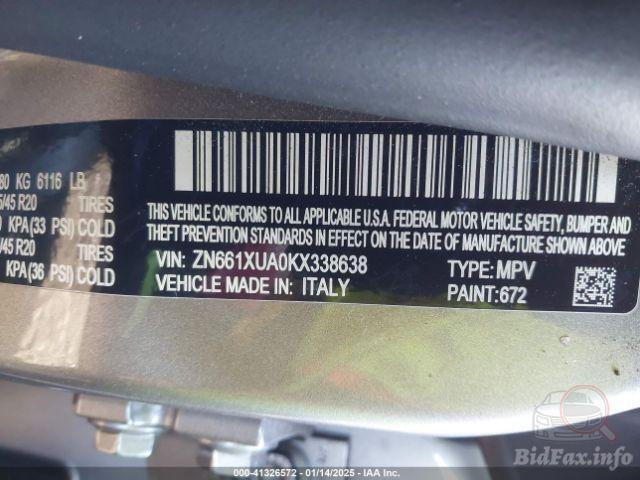 80 KG 6116 LB
5/45 R20 TIRES
KPA(33 PSI) COLD
/45 R20 TIRES
KPA(36 PSI) COLD
THIS VEHICLE CONFORMS TO ALL APPLICABLE U.S.A. FEDERAL MOTOR VEHICLE SAFETY, BUMPER AND
THEFT PREVENTION STANDARDS IN EFFECT ON THE DATE OF MANUFACTURE SHOWN ABOVE
VIN: ZN661XUA0KX338638 TYPE: MPV
VEHICLE MADE IN: ITALY PAINT:672
000-41326572 - 01/14/2025 - IAA Inc.
BidFax.info